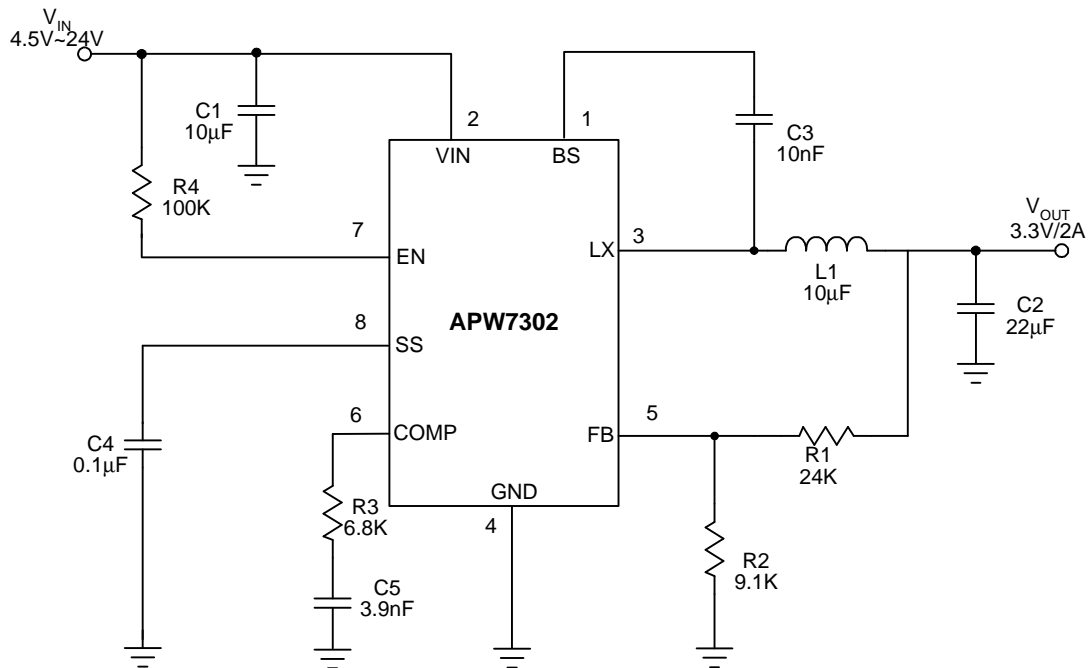 V_IN
4.5V~24V
C1
10µF
2
1
C3
10nF
VIN
BS
R4
100K
7
EN
LX
3
L1
10µF
V_OUT
3.3V/2A
C2
22µF
APW7302
8
SS
6
COMP
FB
5
R1
24K
C4
0.1µF
GND
4
R3
6.8K
R2
9.1K
C5
3.9nF